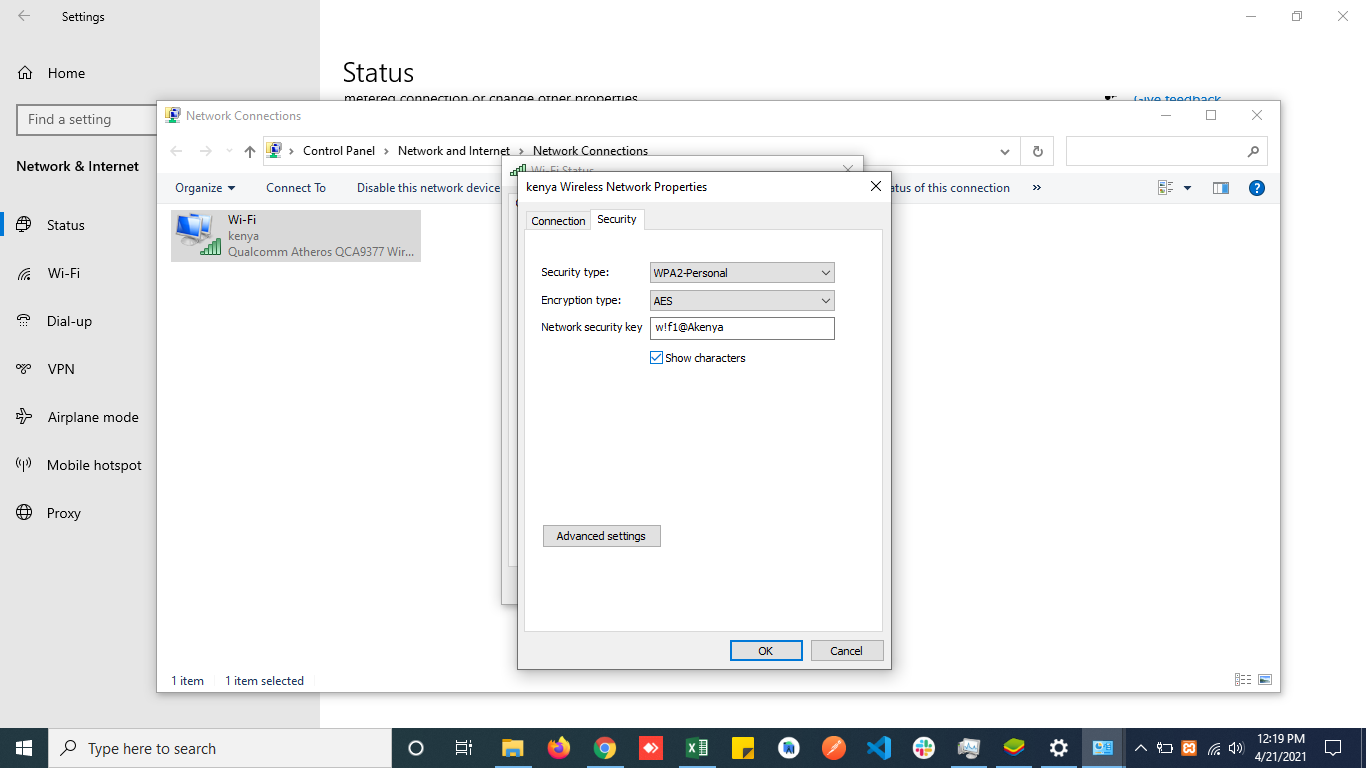 Settings
Home
Find a setting
Network & Internet
Status
Wi-Fi
Dial-up
VPN
Airplane mode
Mobile hotspot
Proxy
Status
metered connection or change other properties.
Give feedback
Network Connections
Control Panel > Network and Internet > Network Connections
Organize
Connect To
Disable this network device
atus of this connection
»
Wi-Fi
kenya
Qualcomm Atheros QCA9377 Wir...
Wi-Fi Status
kenya Wireless Network Properties
Connection
Security
Security type:
WPA2-Personal
Encryption type:
AES
Network security key
w!f1@Akenya
Show characters
Advanced settings
OK
Cancel
1 item
1 item selected
Type here to search
12:19 PM
4/21/2021